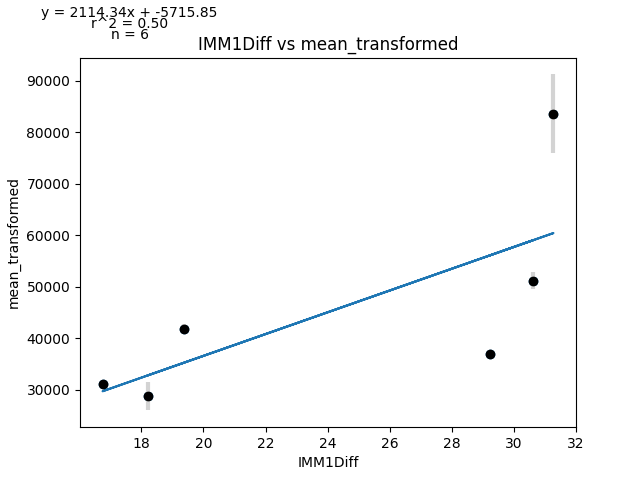 y = 2114.34x + -5715.85
r^2 = 0.50
n = 6
IMM1Diff vs mean_transformed
90000
80000
70000
60000
50000
40000
30000
mean_transformed
18 20 22 24 26 28 30 32
IMM1Diff